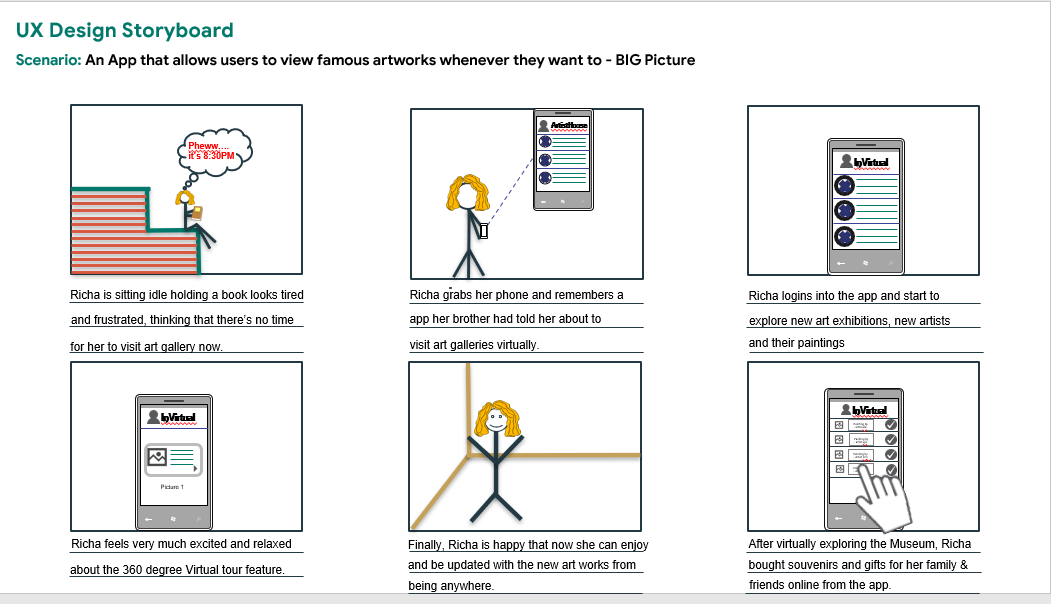 UX Design Storyboard
Scenario: An App that allows users to view famous artworks whenever they want to - BIG Picture
Pheww....
it's 8:30PM
ArtistHouse
InVirtual
Richa is sitting idle holding a book looks tired
and frustrated, thinking that there's no time
for her to visit art gallery now.
Richa grabs her phone and remembers a
app her brother had told her about to
visit art galleries virtually.
Richa logins into the app and start to
explore new art exhibitions, new artists
and their paintings
InVirtual
Picture 1
InVirtual
Richa feels very much excited and relaxed
about the 360 degree Virtual tour feature.
Finally, Richa is happy that now she can enjoy
and be updated with the new art works from
being anywhere.
After virtually exploring the Museum, Richa
bought souvenirs and gifts for her family &
friends online from the app.